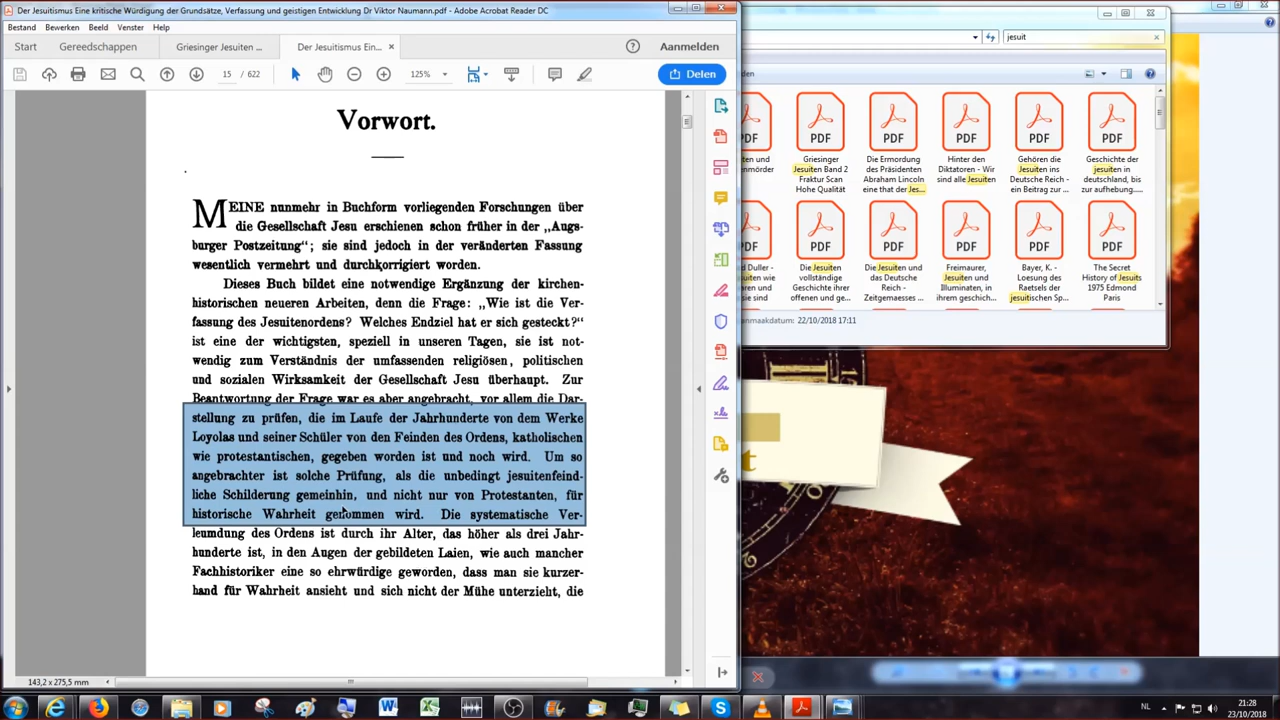 Der Jesuitismus Eine kritische Würdigung der Grundsätze, Verfassung und geistigen Entwicklung Dr Viktor Naumann.pdf - Adobe Acrobat Reader DC
Bestand Bewerken Beeld Venster Help
Start Gereedschappen Griesinger Jesuiten ... Der Jesuitismus Ein... × Aanmelden
15 / 622 125% Delen
Vorwort.
MEINE nunmehr in Buchform vorliegenden Forschungen über
die Gesellschaft Jesu erschienen schon früher in der „Augs-
burger Postzeitung“; sie sind jedoch in der veränderten Fassung
wesentlich vermehrt und durchkorrigiert worden.
Dieses Buch bildet eine notwendige Ergänzung der kirchen-
historischen neueren Arbeiten, denn die Frage: „Wie ist die Ver-
fassung des Jesuitenordens? Welches Endziel hat er sich gesteckt?“
ist eine der wichtigsten, speziell in unseren Tagen, sie ist not-
wendig zum Verständnis der umfassenden religiösen, politischen
und sozialen Wirksamkeit der Gesellschaft Jesu überhaupt. Zur
Beantwortung der Frage war es aber angebracht, vor allem die Dar-
stellung zu prüfen, die im Laufe der Jahrhunderte von dem Werke
Loyolas und seiner Schüler von den Feinden des Ordens, katholischen
wie protestantischen, gegeben worden ist und noch wird. Um so
angebrachter ist solche Prüfung, als die unbedingt jesuitenfeind-
liche Schilderung gemeinhin, und nicht nur von Protestanten, für
historische Wahrheit genommen wird. Die systematische Ver-
leumdung des Ordens ist durch ihr Alter, das höher als drei Jahr-
hunderte ist, in den Augen der gebildeten Laien, wie auch mancher
Fachhistoriker eine so ehrwürdige geworden, dass man sie kurzer-
hand für Wahrheit ansieht und sich nicht der Mühe unterzieht, die
143,2 x 275,5 mm
jesuit
PDF PDF PDF PDF PDF
Griesinger Die Ermordung Hinter den Gehören die Geschichte der
Jesuiten Band 2 des Präsidenten Diktatoren - Wir Jesuiten ins jesuiten in
Fraktur Scan Abraham Lincoln sind alle Jesuiten Deutsche Reich - deutschland, bis
Hohe Qualität eine that der Jes... ein Beitrag zur ... zur aufhebung....
PDF PDF PDF PDF PDF
Die Jesuiten Die Jesuiten und Freimaurer, Bayer, K. - The Secret
vollständige das Deutsche Jesuiten und Loesung des History of Jesuits
Geschichte ihrer Reich - Illuminaten, in Raetsels der 1975 Edmond
offenen und ge... Zeitgemaesses ... ihrem geschich... jesuitischen Sp... Paris
anmaakdatum: 22/10/2018 17:11
NL 21:28
23/10/2018